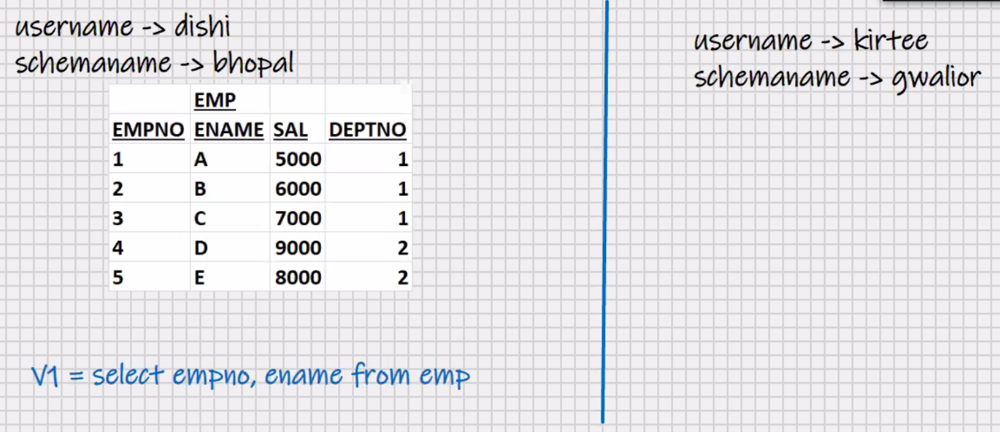 username -> dishi
schemaname -> bhopal
EMP
EMPNO ENAME SAL DEPTNO
1 A 5000 1
2 B 6000 1
3 C 7000 1
4 D 9000 2
5 E 8000 2
V1 = select empno, ename from emp
username -> kirtee
schemaname -> gwalior